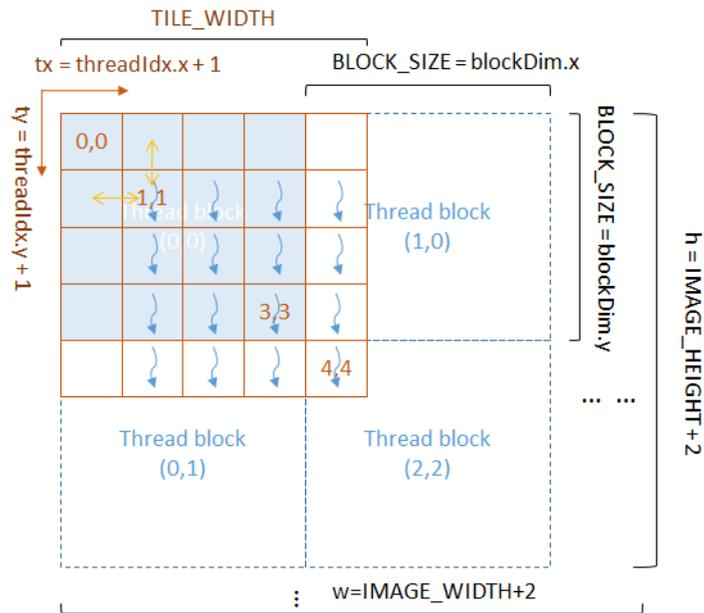 TILE_WIDTH
tx = threadIdx.x + 1
BLOCK_SIZE = blockDim.x
ty = threadIdx.y + 1
0,0
1,1
Thread block
(0,0)
Thread block
(1,0)
BLOCK_SIZE=blockDim.y
h = IMAGE_HEIGHT + 2
3,3
4,4
... ...
Thread block
(0,1)
Thread block
(2,2)
...
w=IMAGE_WIDTH+2